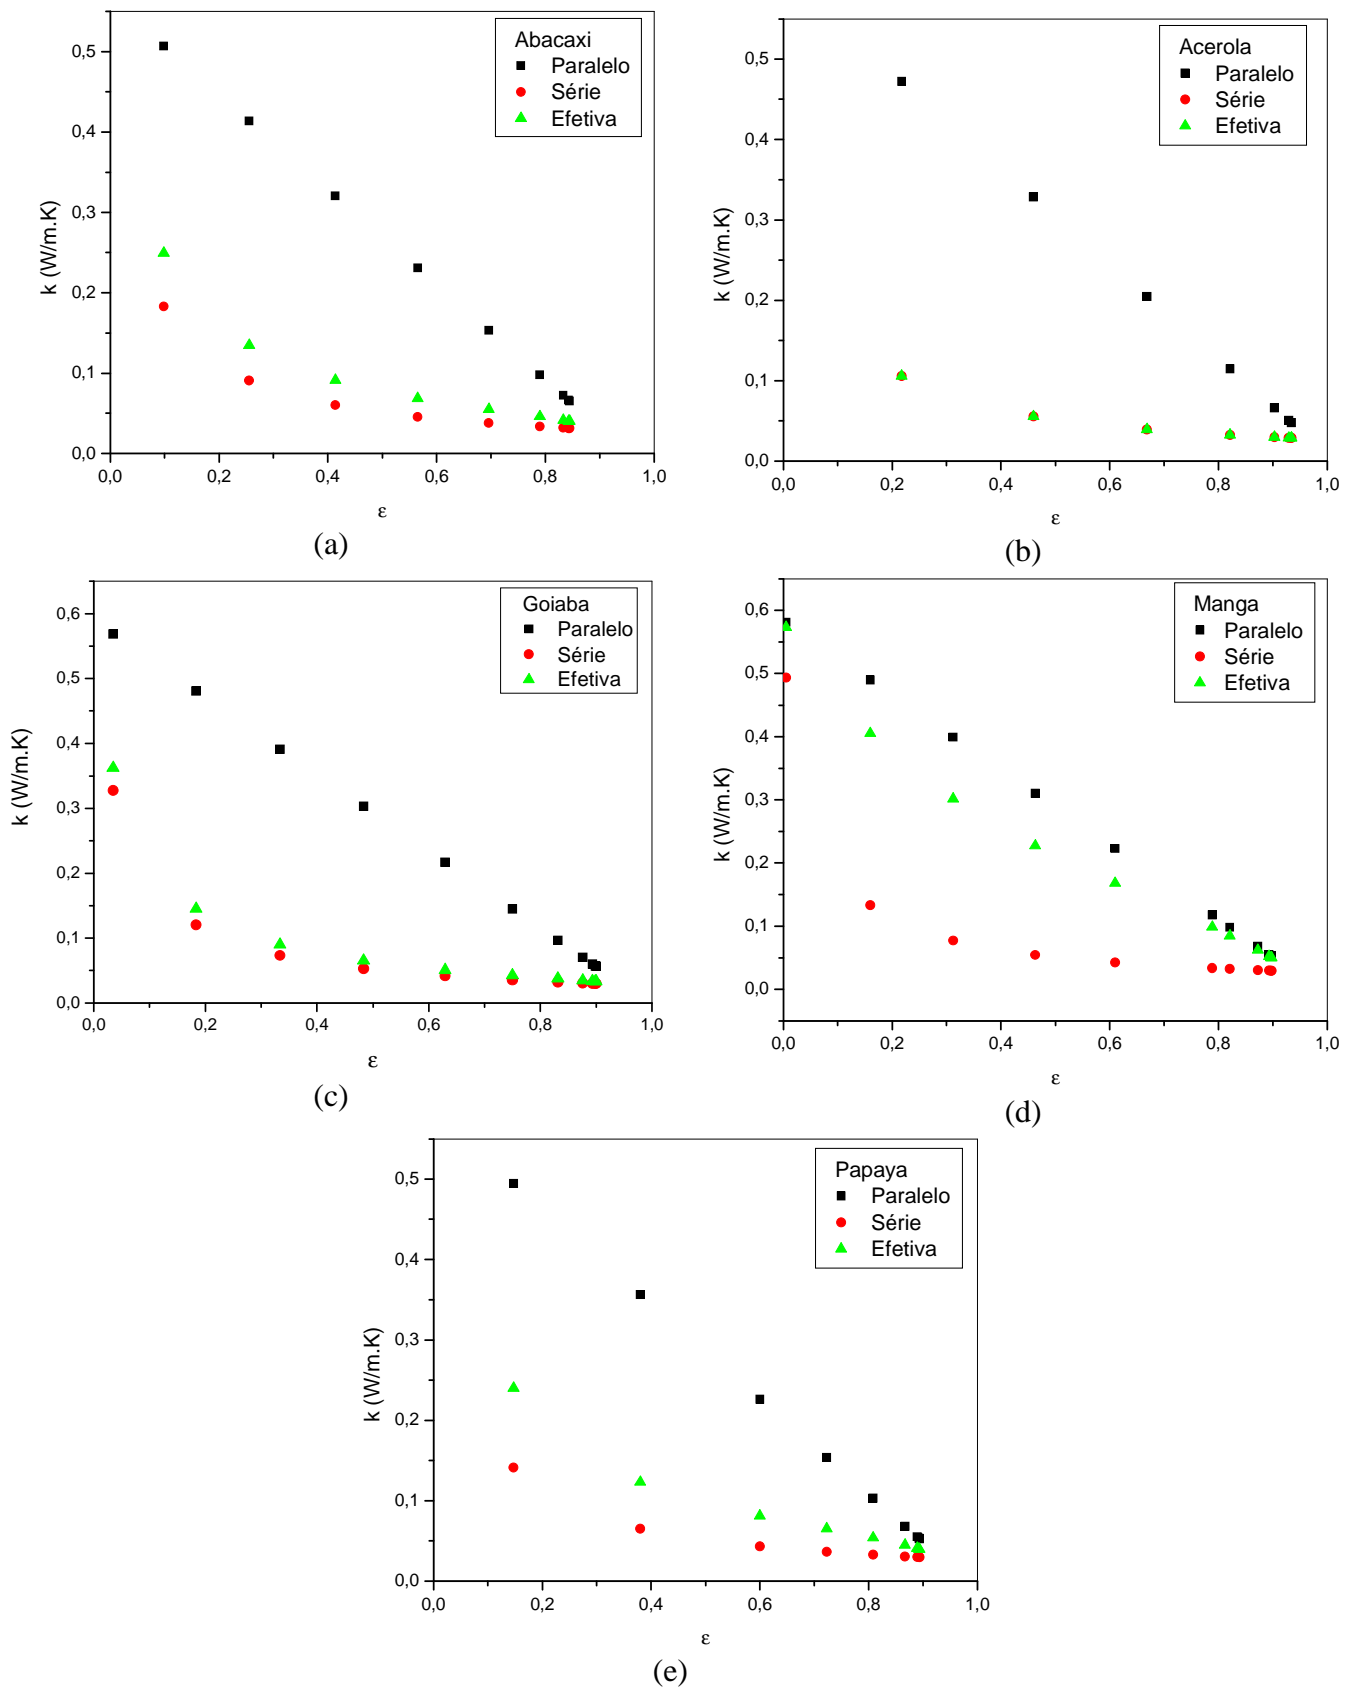 Abacaxi
Paralelo
Série
Efetiva
0,5
0,4
0,3
0,2
0,1
0,0
k (W/m.K)
0,0 0,2 0,4 0,6 0,8 1,0
ε
(a)
Acerola
Paralelo
Série
Efetiva
0,5
0,4
0,3
0,2
0,1
0,0
k (W/m.K)
0,0 0,2 0,4 0,6 0,8 1,0
ε
(b)
Goiaba
Paralelo
Série
Efetiva
0,6
0,5
0,4
0,3
0,2
0,1
0,0
k (W/m.K)
0,0 0,2 0,4 0,6 0,8 1,0
ε
(c)
Manga
Paralelo
Série
Efetiva
0,6
0,5
0,4
0,3
0,2
0,1
0,0
k (W/m.K)
0,0 0,2 0,4 0,6 0,8 1,0
ε
(d)
Papaya
Paralelo
Série
Efetiva
0,5
0,4
0,3
0,2
0,1
0,0
k (W/m.K)
0,0 0,2 0,4 0,6 0,8 1,0
ε
(e)